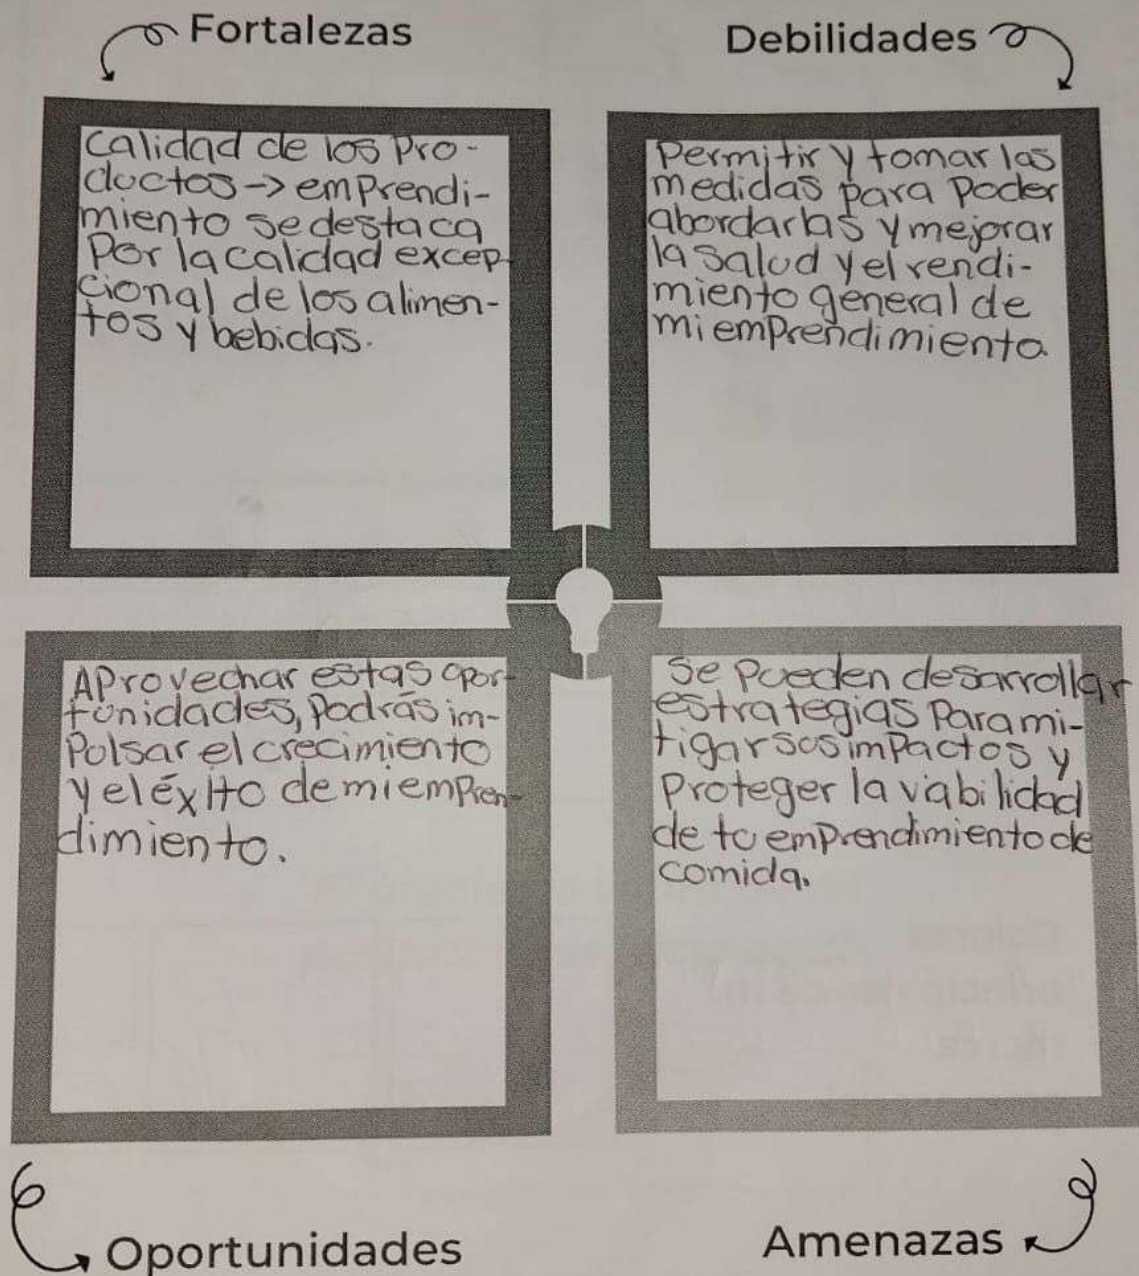 Fortalezas
calidad de los Pro-
ductos → emprendi-
miento se destaca
Por la calidad excep-
cional de los alimen-
tos y bebidas.
Debilidades
Permitir y tomar las
medidas para Poder
abordarlas y mejorar
la salud y el rendi-
miento general de
mi emprendimiento.
AProvechar estas opor-
tunidades, Podrás im-
Pulsar el crecimiento
y el éxito de mi empren-
dimiento.
Oportunidades
Se Pueden desarrollar
estrategias Para mi-
tigar sus impactos y
Proteger la viabilidad
de tu emprendimiento de
comida.
Amenazas